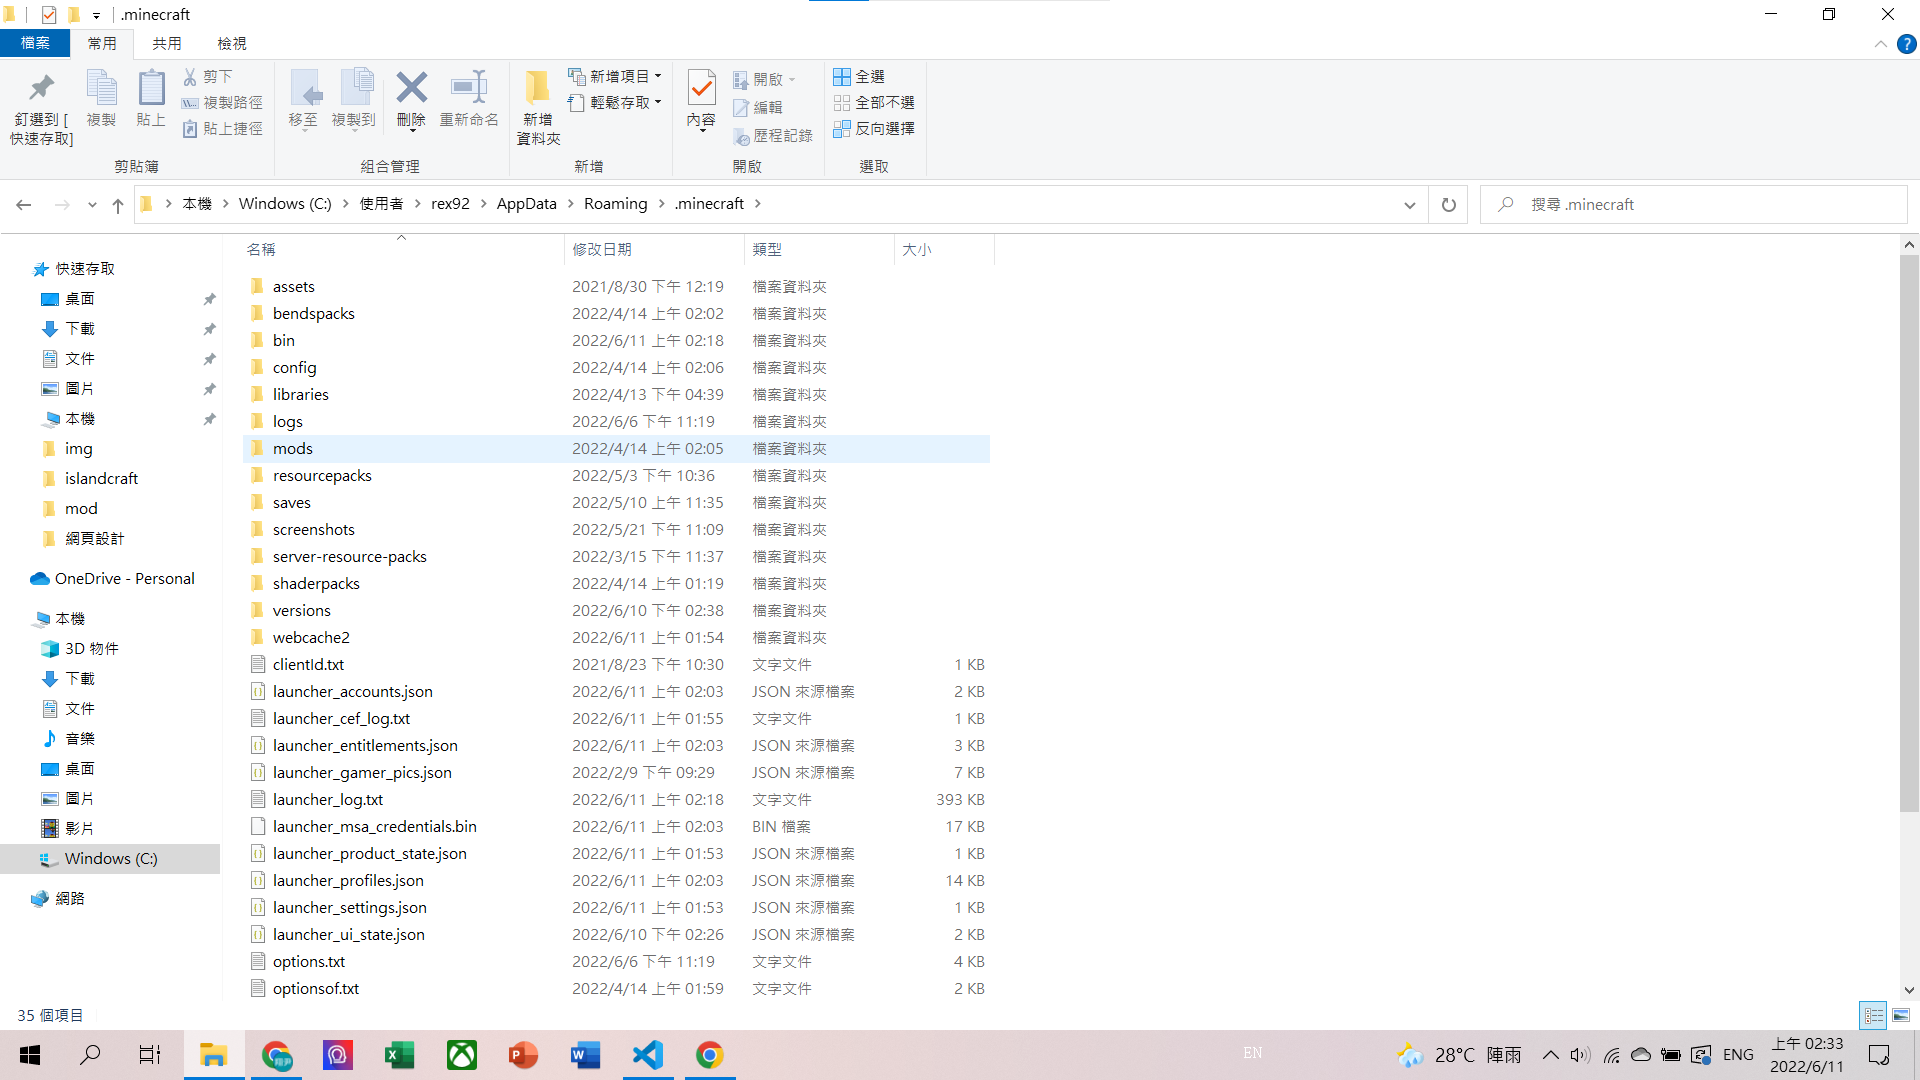 .minecraft
檔案 常用 共用 檢視
釘選到 [快速存取]
複製
貼上
剪下
複製路徑
貼上捷徑
剪貼簿
移至
複製到
刪除
重新命名
組合管理
新增資料夾
新增項目
輕鬆存取
新增
內容
開啟
編輯
歷程記錄
開啟
全選
全部不選
反向選擇
選取
本機 Windows (C:) 使用者 rex92 AppData Roaming .minecraft
搜尋 .minecraft
快速存取
桌面
下載
文件
圖片
本機
img
islandcraft
mod
網頁設計
OneDrive - Personal
本機
3D 物件
下載
文件
音樂
桌面
圖片
影片
Windows (C:)
網路
名稱 修改日期 類型 大小
assets 2021/8/30 下午 12:19 檔案資料夾
bendspacks 2022/4/14 上午 02:02 檔案資料夾
bin 2022/6/11 上午 02:18 檔案資料夾
config 2022/4/14 上午 02:06 檔案資料夾
libraries 2022/4/13 下午 04:39 檔案資料夾
logs 2022/6/6 下午 11:19 檔案資料夾
mods 2022/4/14 上午 02:05 檔案資料夾
resourcepacks 2022/5/3 下午 10:36 檔案資料夾
saves 2022/5/10 上午 11:35 檔案資料夾
screenshots 2022/5/21 下午 11:09 檔案資料夾
server-resource-packs 2022/3/15 下午 11:37 檔案資料夾
shaderpacks 2022/4/14 上午 01:19 檔案資料夾
versions 2022/6/10 下午 02:38 檔案資料夾
webcache2 2022/6/11 上午 01:54 檔案資料夾
clientId.txt 2021/8/23 下午 10:30 文字文件 1 KB
launcher_accounts.json 2022/6/11 上午 02:03 JSON 來源檔案 2 KB
launcher_cef_log.txt 2022/6/11 上午 01:55 文字文件 1 KB
launcher_entitlements.json 2022/6/11 上午 02:03 JSON 來源檔案 3 KB
launcher_gamer_pics.json 2022/2/9 下午 09:29 JSON 來源檔案 7 KB
launcher_log.txt 2022/6/11 上午 02:18 文字文件 393 KB
launcher_msa_credentials.bin 2022/6/11 上午 02:03 BIN 檔案 17 KB
launcher_product_state.json 2022/6/11 上午 01:53 JSON 來源檔案 1 KB
launcher_profiles.json 2022/6/11 上午 02:03 JSON 來源檔案 14 KB
launcher_settings.json 2022/6/11 上午 01:53 JSON 來源檔案 1 KB
launcher_ui_state.json 2022/6/10 下午 02:26 JSON 來源檔案 2 KB
options.txt 2022/6/6 下午 11:19 文字文件 4 KB
optionsof.txt 2022/4/14 上午 01:59 文字文件 2 KB
35 個項目
EN
28°C 陣雨
ENG
上午 02:33
2022/6/11